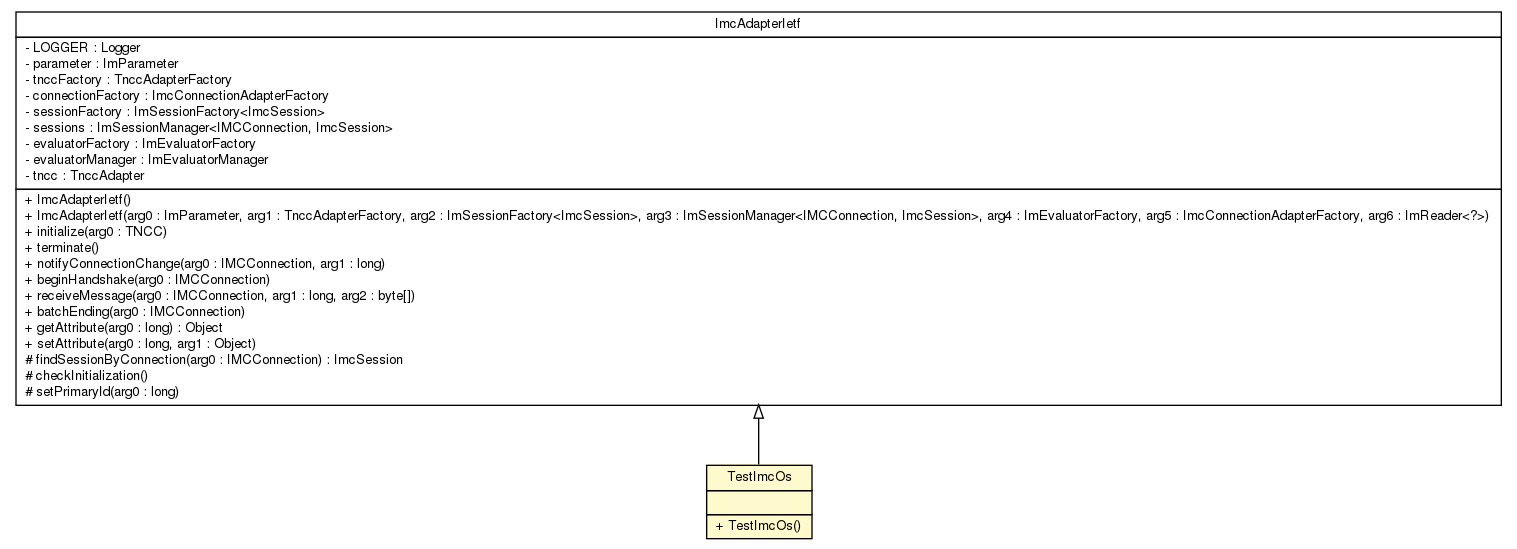 ImcAdapterIetf
- LOGGER : Logger
- parameter : ImParameter
- tnccFactory : TnccAdapterFactory
- connectionFactory : ImcConnectionAdapterFactory
- sessionFactory : ImSessionFactory<ImcSession>
- sessions : ImSessionManager<IMCConnection, ImcSession>
- evaluatorFactory : ImEvaluatorFactory
- evaluatorManager : ImEvaluatorManager
- tncc : TnccAdapter
+ ImcAdapterIetf()
+ ImcAdapterIetf(arg0 : ImParameter, arg1 : TnccAdapterFactory, arg2 : ImSessionFactory<ImcSession>, arg3 : ImSessionManager<IMCConnection, ImcSession>, arg4 : ImEvaluatorFactory, arg5 : ImcConnectionAdapterFactory, arg6 : ImReader<?>)
+ initialize(arg0 : TNCC)
+ terminate()
+ notifyConnectionChange(arg0 : IMCConnection, arg1 : long)
+ beginHandshake(arg0 : IMCConnection)
+ receiveMessage(arg0 : IMCConnection, arg1 : long, arg2 : byte[])
+ batchEnding(arg0 : IMCConnection)
+ getAttribute(arg0 : long) : Object
+ setAttribute(arg0 : long, arg1 : Object)
# findSessionByConnection(arg0 : IMCConnection) : ImcSession
# checkInitialization()
# setPrimaryId(arg0 : long)
TestImcOs
+ TestImcOs()